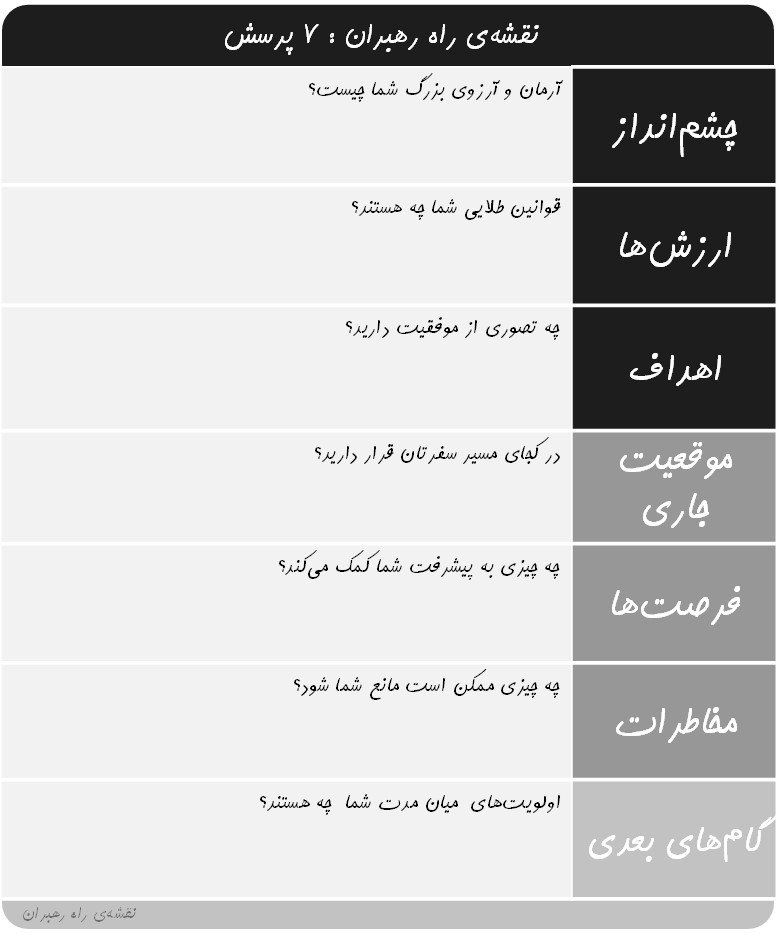 نقشه‌ی راه رهبران : ۷ پرسش
چشم‌انداز
آرمان و آرزوی بزرگ شما چیست؟
ارزش‌ها
قوانین طلایی شما چه هستند؟
اهداف
چه تصوری از موفقیت دارید؟
موقعیت
جاری
در کجای مسیر سفرتان قرار دارید؟
فرصت‌ها
چه چیزی به پیشرفت شما کمک می‌کند؟
مخاطرات
چه چیزی ممکن است مانع شما شود؟
گام‌های بعدی
اولویت‌های میان مدت شما چه هستند؟
نقشه‌ی راه رهبران